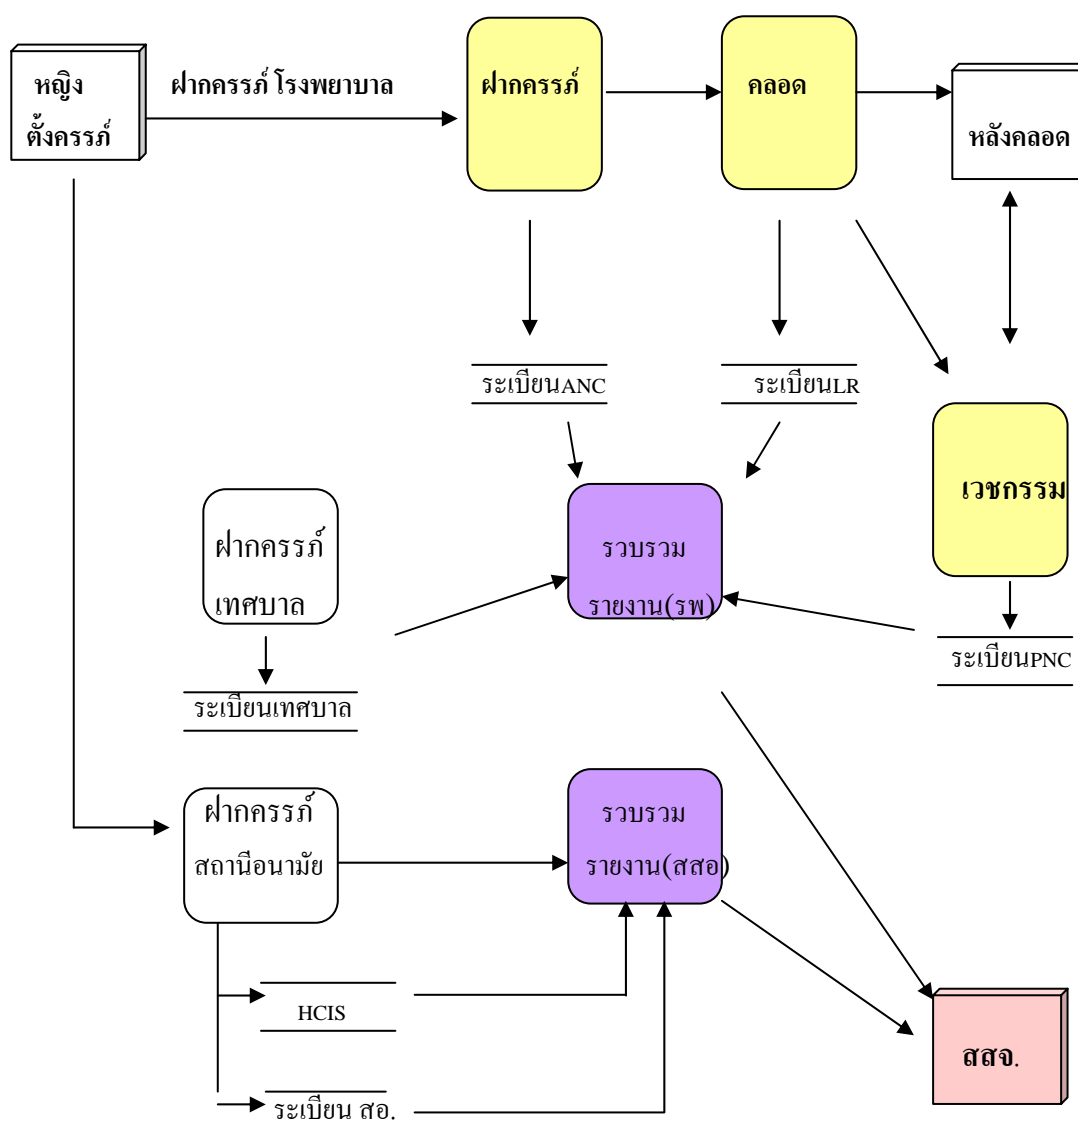 หญิง
ตั้งครรภ์
ฝากครรภ์ โรงพยาบาล
ฝากครรภ์
คลอด
หลังคลอด
ระเบียนANC
ระเบียนLR
เวชกรรม
ฝากครรภ์
เทศบาล
รวบรวม
รายงาน(รพ)
ระเบียนPNC
ระเบียนเทศบาล
ฝากครรภ์
สถานีอนามัย
รวบรวม
รายงาน(สสอ)
HCIS
สสจ.
ระเบียน สอ.